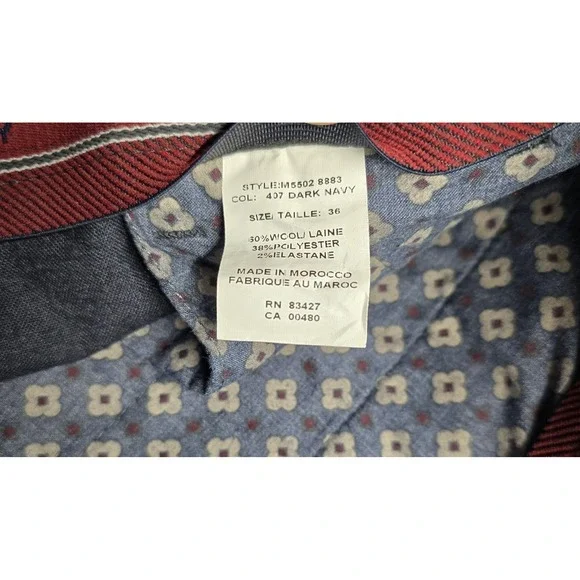 STYLE:M5502 8883
COL: 407 DARK NAVY
SIZE/ TAILLE: 36
60%WOOL/ LAINE
38%POLYESTER
2%ELASTANE
MADE IN MOROCCO
FABRIQUE AU MAROC
RN 83427
CA 00480